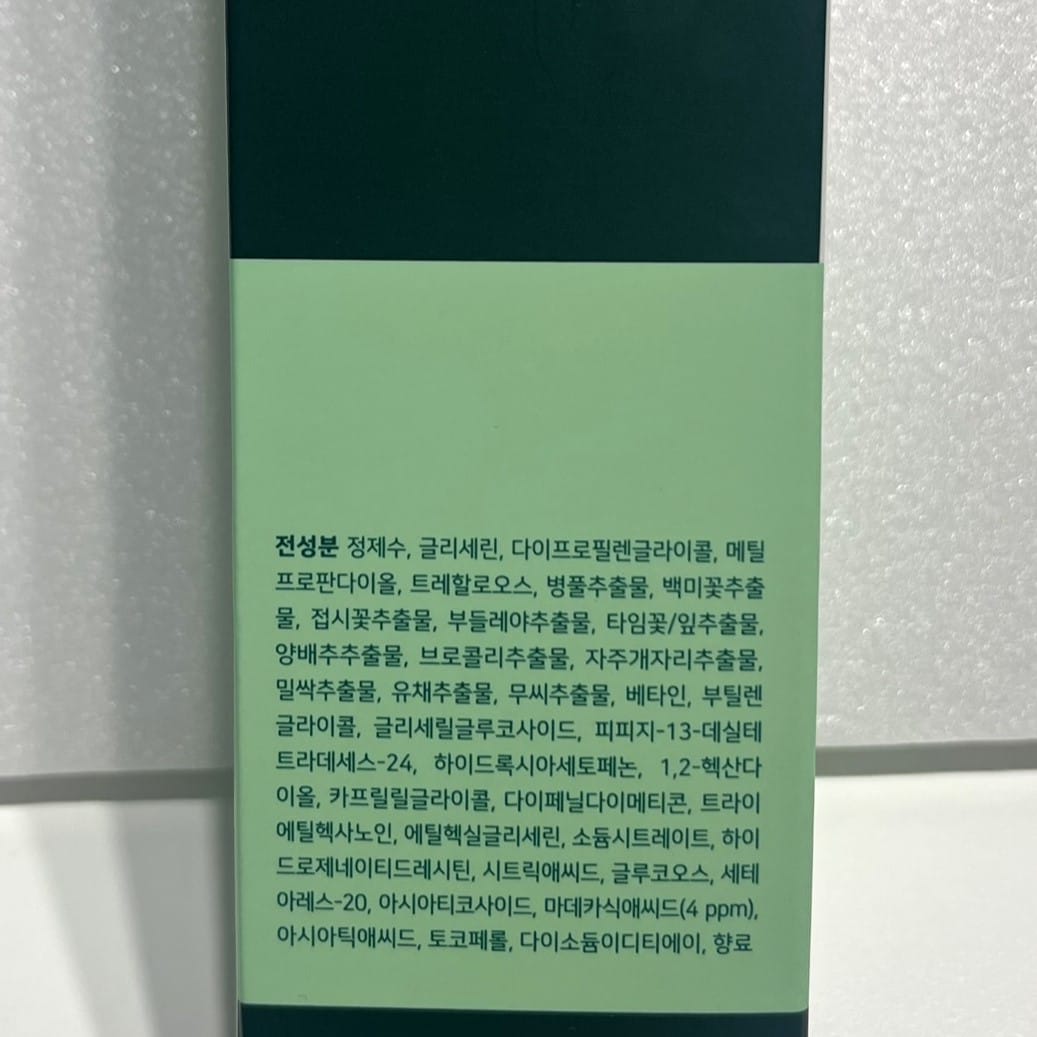 전성분 정제수, 글리세린, 다이프로필렌글라이콜, 메틸
프로판다이올, 트레할로오스, 병풀추출물, 백미꽃추출
물, 접시꽃추출물, 부들레야추출물, 타임꽃/잎추출물,
양배추추출물, 브로콜리추출물, 자주개자리추출물,
밀싹추출물, 유채추출물, 무씨추출물, 베타인, 부틸렌
글라이콜, 글리세릴글루코사이드, 피피지-13-데실테
트라데세스-24, 하이드록시아세토페논, 1,2-헥산다
이올, 카프릴릴글라이콜, 다이페닐다이메티콘, 트라이
에틸헥사노인, 에틸헥실글리세린, 소듐시트레이트, 하이
드로제네이티드레시틴, 시트릭애씨드, 글루코오스, 세테
아레스-20, 아시아티코사이드, 마데카식애씨드(4 ppm),
아시아틱애씨드, 토코페롤, 다이소듐이디티에이, 향료